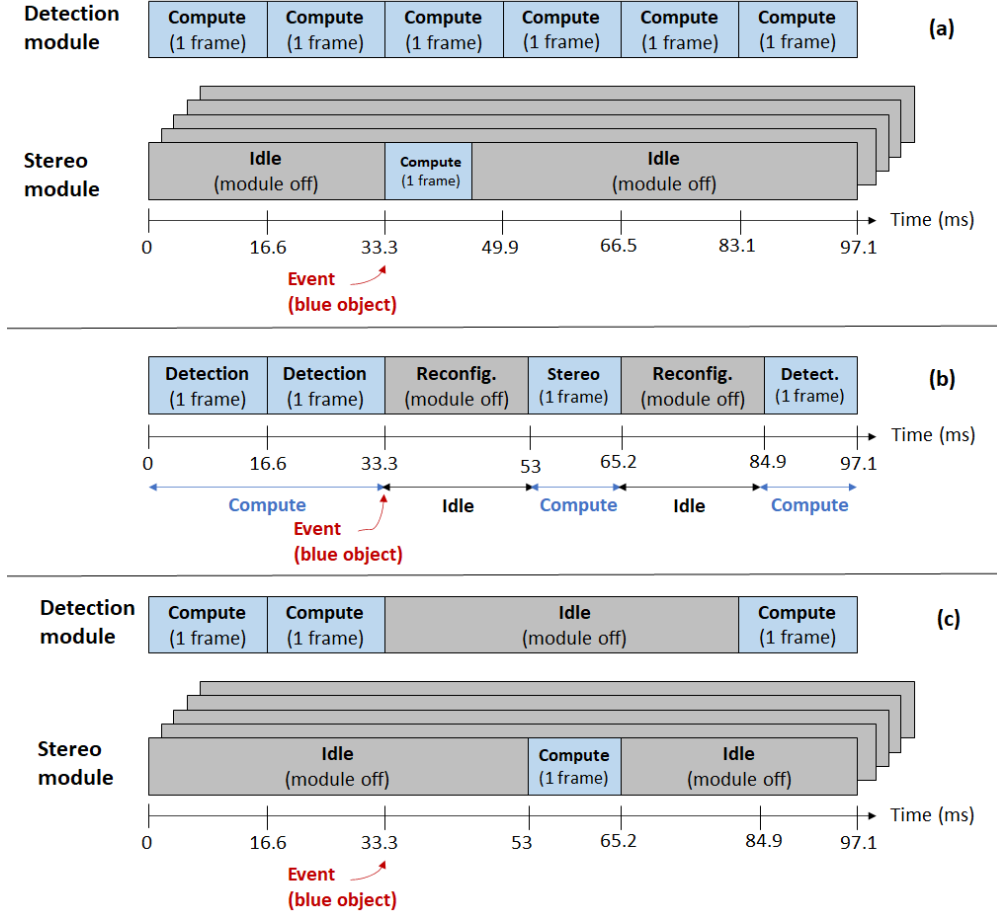 Detection
module
Compute
(1 frame)
Compute
(1 frame)
Compute
(1 frame)
Compute
(1 frame)
Compute
(1 frame)
Compute
(1 frame)
(a)
Stereo
module
Idle
(module off)
Compute
(1 frame)
Idle
(module off)
Time (ms)
0 16.6 33.3 49.9 66.5 83.1 97.1
Event
(blue object)
Detection
(1 frame)
Detection
(1 frame)
Reconfig.
(module off)
Stereo
(1 frame)
Reconfig.
(module off)
Detect.
(1 frame)
(b)
Time (ms)
0 16.6 33.3 53 65.2 84.9 97.1
Compute Idle Compute Idle Compute
Event
(blue object)
Detection
module
Compute
(1 frame)
Compute
(1 frame)
Idle
(module off)
Compute
(1 frame)
(c)
Stereo
module
Idle
(module off)
Compute
(1 frame)
Idle
(module off)
Time (ms)
0 16.6 33.3 53 65.2 84.9 97.1
Event
(blue object)